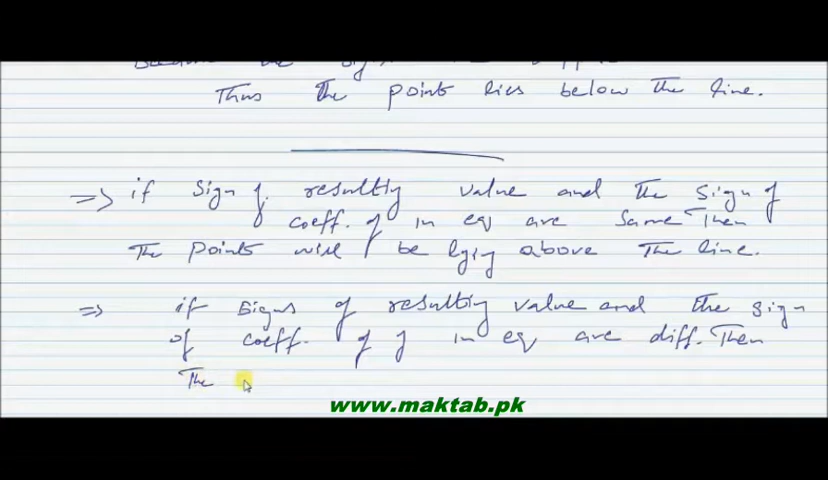 Thus the point lies below the line.
=> if sign of resulting value and the sign of
coeff. of in eq are same Then
The points will be lying above the line.
=> if signs of resulting value and the sign
of coeff. of y in eq are diff. Then
The
www.maktab.pk